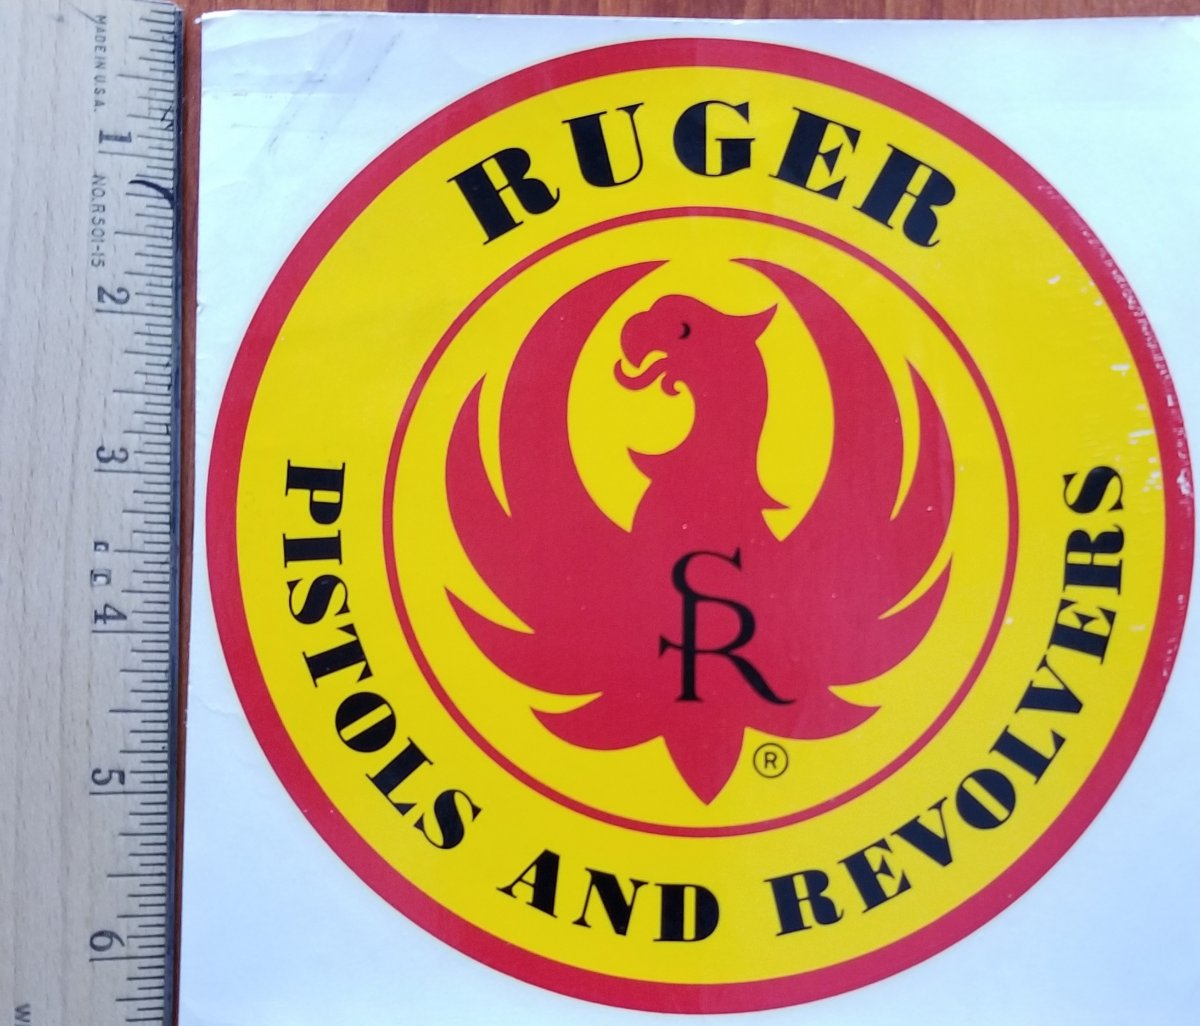 MADE IN U.S.A.
NO. R501-15
1
2
3
4
5
6
W
RUGER
PISTOLS AND REVOLVERS
SR
®